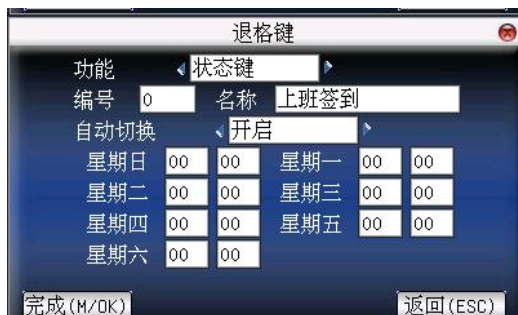 退格键
功能 状态键
编号 0 名称 上班签到
自动切换 开启
星期日 00 00 星期一 00 00
星期二 00 00 星期三 00 00
星期四 00 00 星期五 00 00
星期六 00 00
完成(M/OK) 返回(ESC)